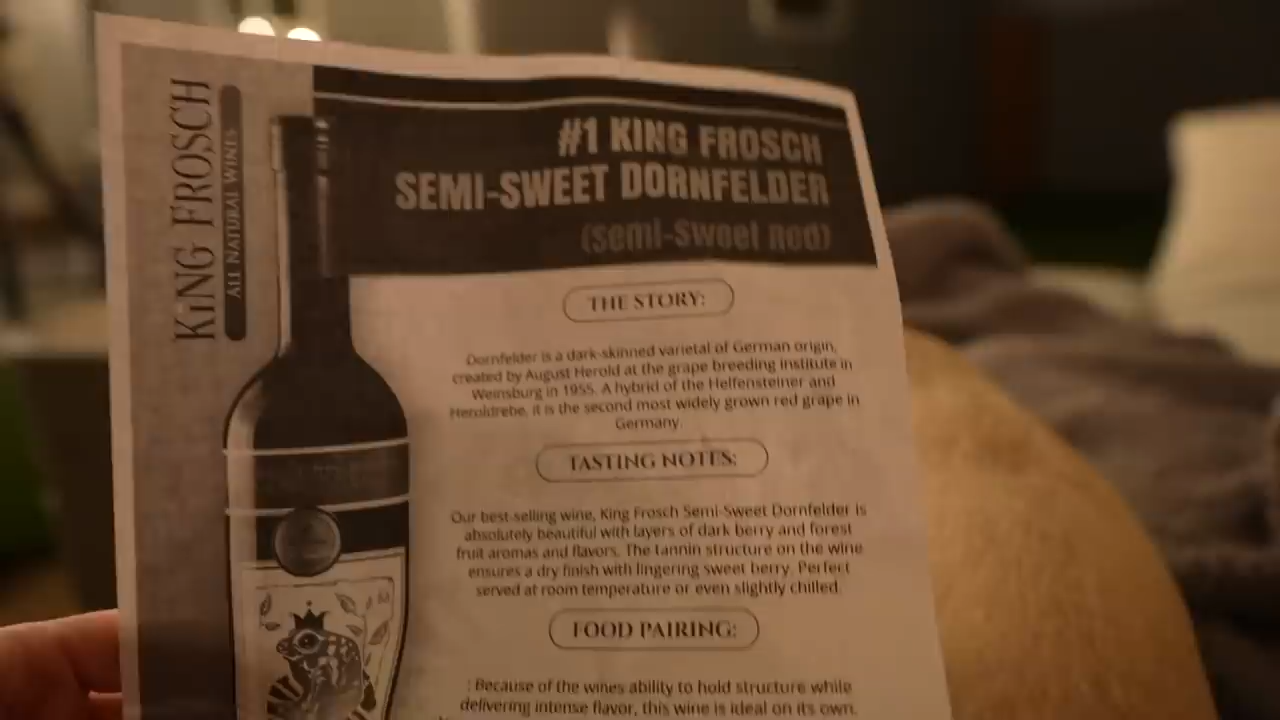 KiNG FROSCH
ALL NATURAL WINES
#1 KING FROSCH
SEMI-SWEET DORNFELDER
(Semi-Sweet Red)
THE STORY:
Dornfelder is a dark-skinned varietal of German origin,
created by August Herold at the grape breeding institute in
Weinsburg in 1955. A hybrid of the Helfensteiner and
Heroldrebe, it is the second most widely grown red grape in
Germany.
TASTING NOTES:
Our best-selling wine, King Frosch Semi-Sweet Dornfelder is
absolutely beautiful with layers of dark berry and forest
fruit aromas and flavors. The tannin structure on the wine
ensures a dry finish with lingering sweet berry. Perfect
served at room temperature or even slightly chilled.
FOOD PAIRING:
: Because of the wines ability to hold structure while
delivering intense flavor, this wine is ideal on its own.